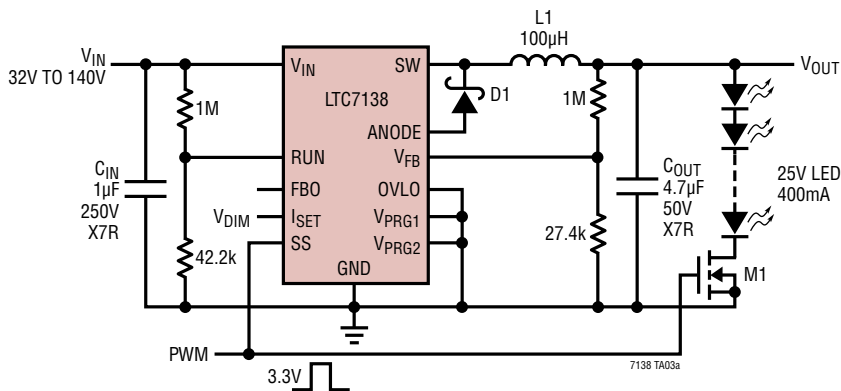 L1
100µH
VIN
32V TO 140V
VIN
SW
VOUT
LTC7138
D1
1M
1M
ANODE
RUN
VFB
CIN
1µF
250V
X7R
FBO
OVLO
COUT
4.7µF
50V
X7R
25V LED
400mA
VDIM
ISET
VPRG1
SS
VPRG2
42.2k
27.4k
GND
M1
PWM
7138 TA03a
3.3V